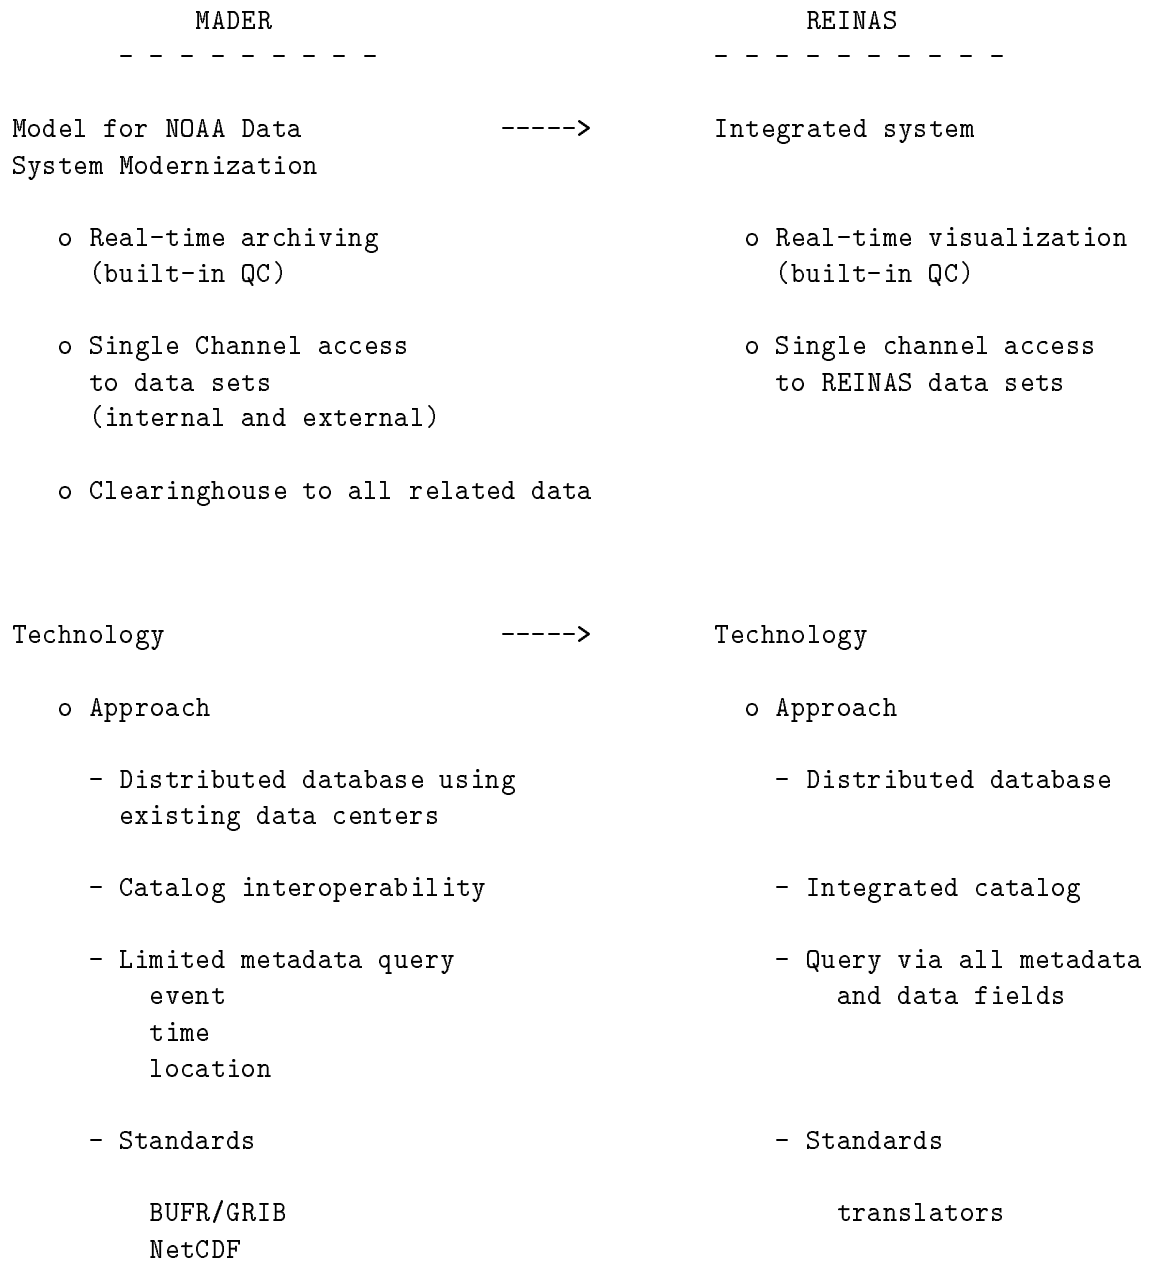 MADER                                  REINAS
- - - - - - - - -                      - - - - - - - - - -
Model for NOAA Data             ----->        Integrated system
System Modernization
o Real-time archiving                    o Real-time visualization
(built-in QC)                            (built-in QC)
o Single Channel access                  o Single channel access
to data sets                             to REINAS data sets
(internal and external)
o Clearinghouse to all related data
Technology                      ----->        Technology
o Approach                               o Approach
- Distributed database using             - Distributed database
existing data centers
- Catalog interoperability               - Integrated catalog
- Limited metadata query                 - Query via all metadata
event                                    and data fields
time
location
- Standards                              - Standards
BUFR/GRIB                                translators
NetCDF